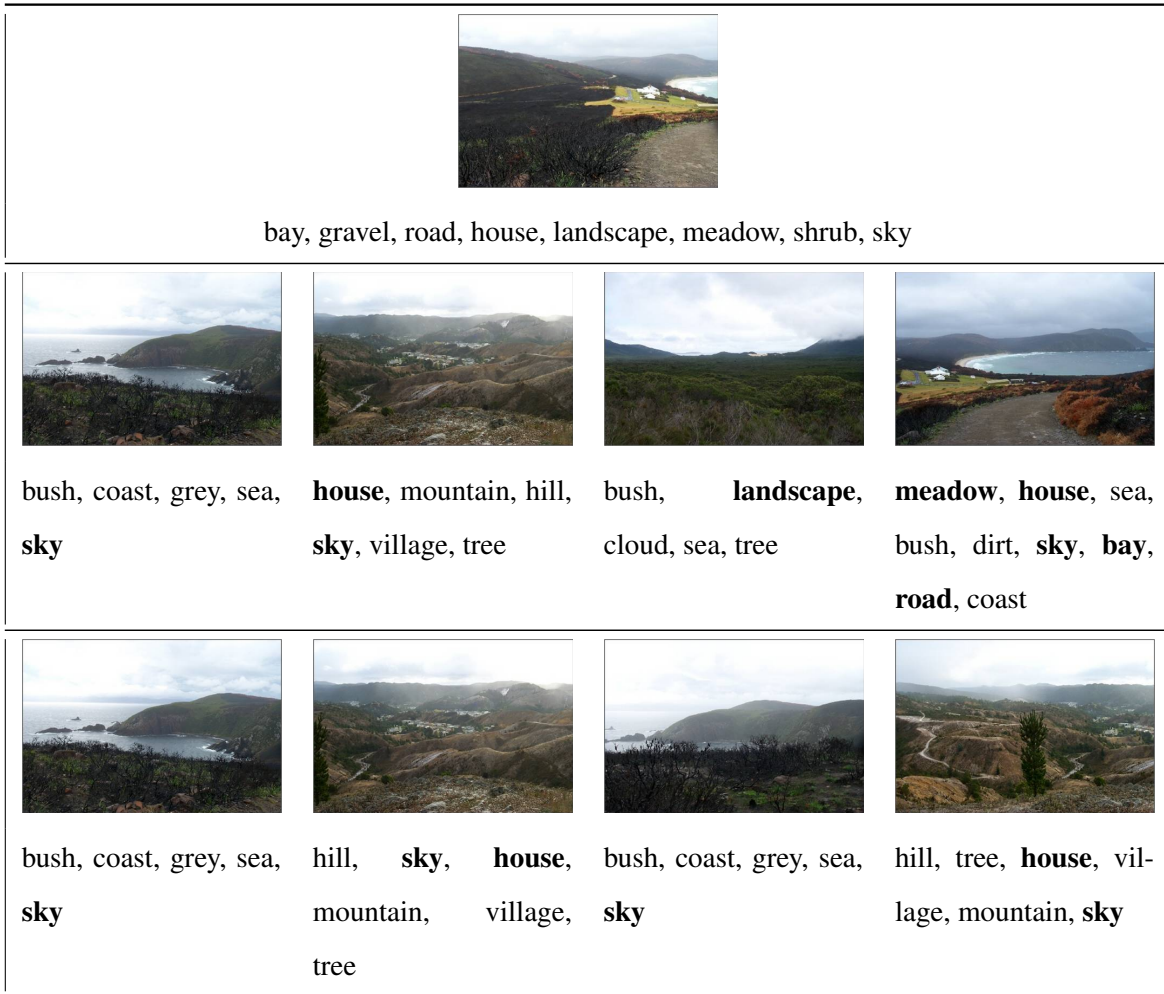 bay, gravel, road, house, landscape, meadow, shrub, sky
bush, coast, grey, sea,
sky
house, mountain, hill,
sky, village, tree
bush, landscape,
cloud, sea, tree
meadow, house, sea,
bush, dirt, sky, bay,
road, coast
bush, coast, grey, sea,
sky
hill, sky, house,
mountain, village,
tree
bush, coast, grey, sea,
sky
hill, tree, house, vil-
lage, mountain, sky